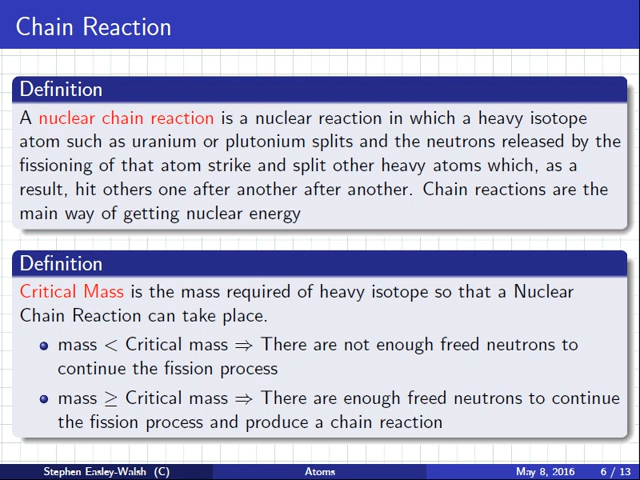 Chain Reaction
Definition
A nuclear chain reaction is a nuclear reaction in which a heavy isotope
atom such as uranium or plutonium splits and the neutrons released by the
fissioning of that atom strike and split other heavy atoms which, as a
result, hit others one after another after another. Chain reactions are the
main way of getting nuclear energy
Definition
Critical Mass is the mass required of heavy isotope so that a Nuclear
Chain Reaction can take place.
mass < Critical mass ⇒ There are not enough freed neutrons to
continue the fission process
mass ≥ Critical mass ⇒ There are enough freed neutrons to continue
the fission process and produce a chain reaction
Stephen Easley-Walsh (C) Atoms May 8, 2016 6 / 13